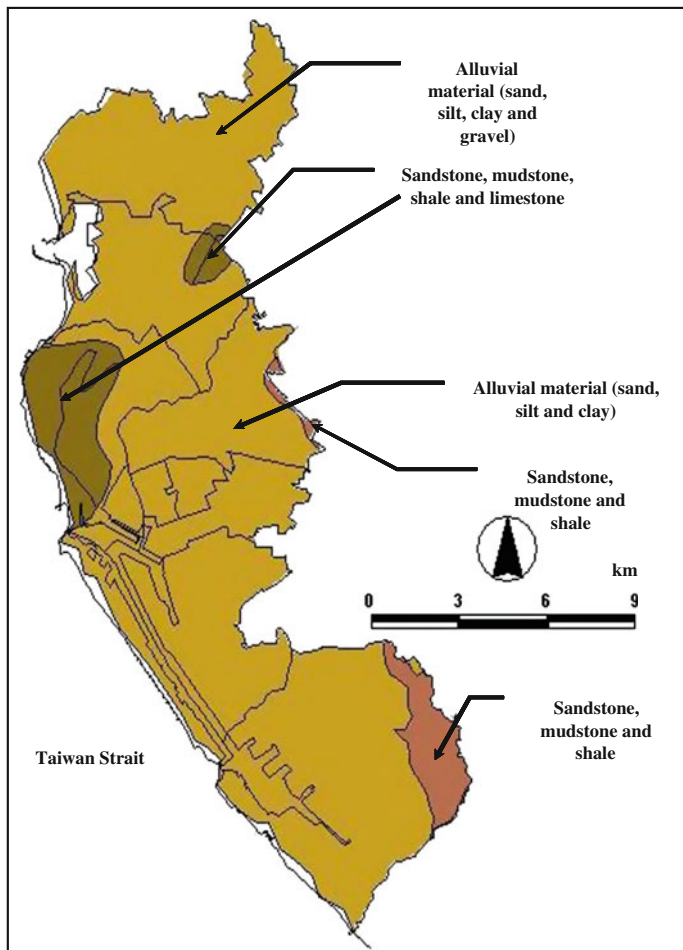 Alluvial
material (sand,
silt, clay and
gravel)
Sandstone, mudstone,
shale and limestone
Alluvial material (sand,
silt and clay)
Sandstone,
mudstone and
shale
km
0 3 6 9
Sandstone,
mudstone and
shale
Taiwan Strait